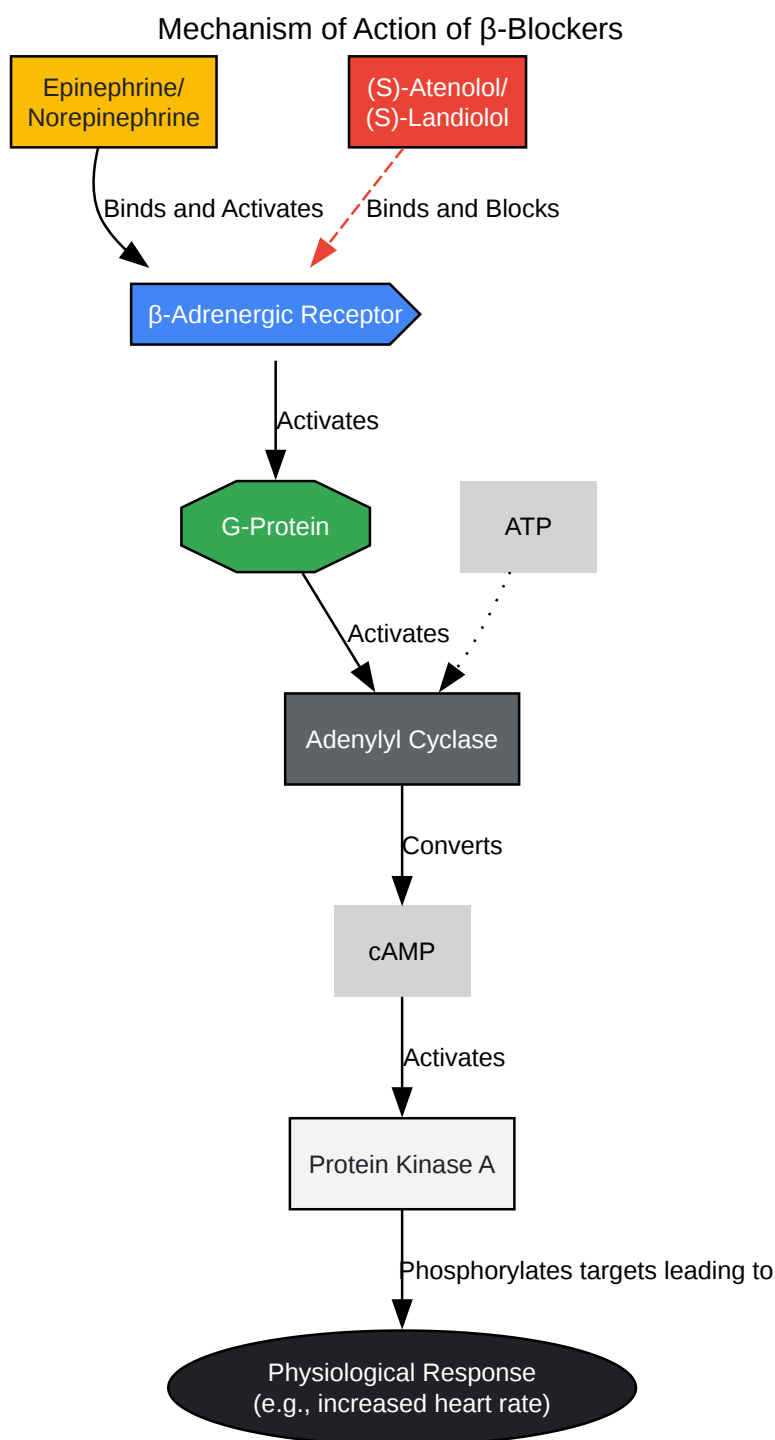 Mechanism of Action of β-Blockers
Epinephrine/
Norepinephrine
(S)-Atenolol/
(S)-Landiolol
Binds and Activates
Binds and Blocks
β-Adrenergic Receptor
Activates
G-Protein
ATP
Activates
Adenylyl Cyclase
Converts
cAMP
Activates
Protein Kinase A
Phosphorylates targets leading to
Physiological Response
(e.g., increased heart rate)